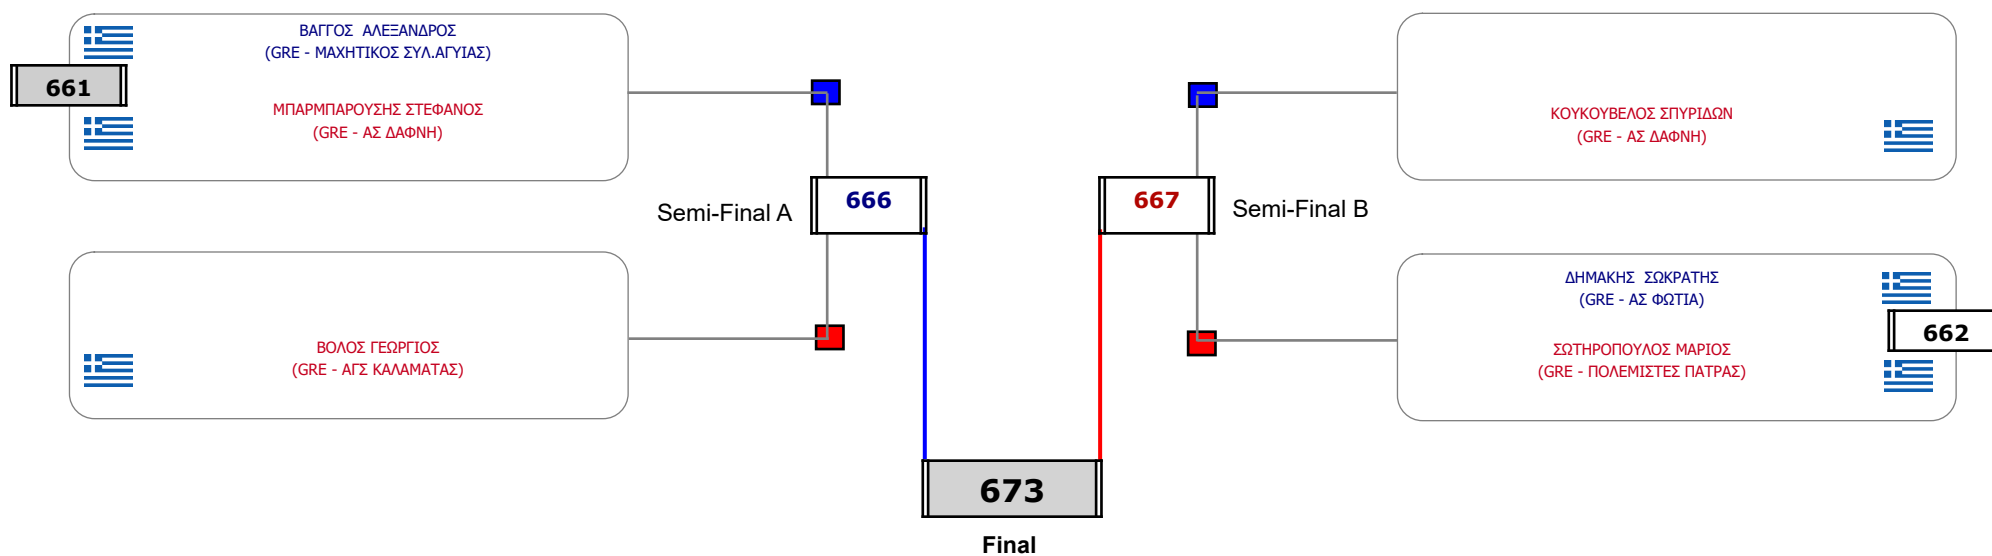 ΒΑΓΓΟΣ ΑΛΕΞΑΝΔΡΟΣ
(GRE - ΜΑΧΗΤΙΚΟΣ ΣΥΛ.ΑΓΥΙΑΣ)
661
ΜΠΑΡΜΠΑΡΟΥΣΗΣ ΣΤΕΦΑΝΟΣ
(GRE - ΑΣ ΔΑΦΝΗ)
ΚΟΥΚΟΥΒΕΛΟΣ ΣΠΥΡΙΔΩΝ
(GRE - ΑΣ ΔΑΦΝΗ)
Semi-Final A
666
667
Semi-Final B
ΒΟΛΟΣ ΓΕΩΡΓΙΟΣ
(GRE - ΑΓΣ ΚΑΛΑΜΑΤΑΣ)
ΔΗΜΑΚΗΣ ΣΩΚΡΑΤΗΣ
(GRE - ΑΣ ΦΩΤΙΑ)
662
ΣΩΤΗΡΟΠΟΥΛΟΣ ΜΑΡΙΟΣ
(GRE - ΠΟΛΕΜΙΣΤΕΣ ΠΑΤΡΑΣ)
673
Final